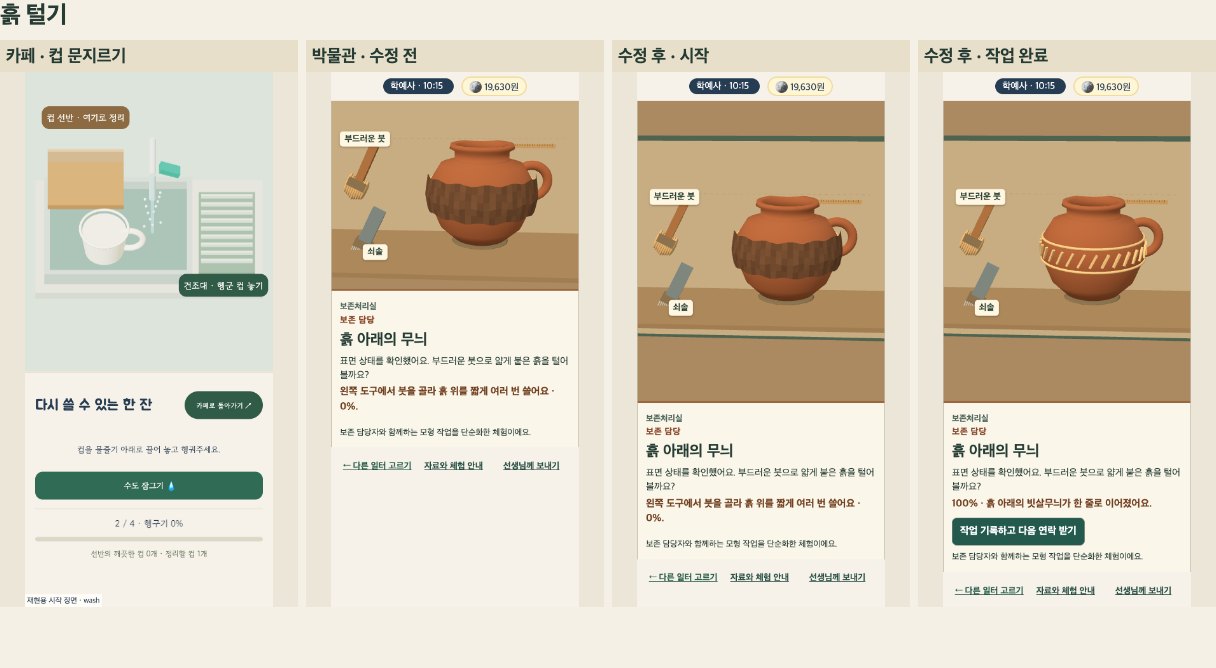 흙 털기
카페 · 컵 문지르기
컵 선반 · 여기로 정리
건조대 · 헹군 컵 놓기
다시 쓸 수 있는 한 잔
카페로 돌아가기 ↗
컵을 물줄기 아래로 끌어 놓고 헹궈주세요.
수도 잠그기 💧
2 / 4 · 헹구기 0%
선반의 깨끗한 컵 0개 · 정리할 컵 1개
재현용 시작 장면 · wash
박물관 · 수정 전
학예사 · 10:15
19,630원
부드러운 붓
쇠솔
보존처리실
보존 담당
흙 아래의 무늬
표면 상태를 확인했어요. 부드러운 붓으로 얇게 붙은 흙을 털어
볼까요?
왼쪽 도구에서 붓을 골라 흙 위를 짧게 여러 번 쓸어요 ·
0%.
보존 담당자와 함께하는 모형 작업을 단순화한 체험이에요.
← 다른 일터 고르기 자료와 체험 안내 선생님께 보내기
수정 후 · 시작
학예사 · 10:15
19,630원
부드러운 붓
쇠솔
보존처리실
보존 담당
흙 아래의 무늬
표면 상태를 확인했어요. 부드러운 붓으로 얇게 붙은 흙을 털어
볼까요?
왼쪽 도구에서 붓을 골라 흙 위를 짧게 여러 번 쓸어요 ·
0%.
보존 담당자와 함께하는 모형 작업을 단순화한 체험이에요.
← 다른 일터 고르기 자료와 체험 안내 선생님께 보내기
수정 후 · 작업 완료
학예사 · 10:15
19,630원
부드러운 붓
쇠솔
보존처리실
보존 담당
흙 아래의 무늬
표면 상태를 확인했어요. 부드러운 붓으로 얇게 붙은 흙을 털어
볼까요?
100% · 흙 아래의 빗살무늬가 한 줄로 이어졌어요.
작업 기록하고 다음 연락 받기
보존 담당자와 함께하는 모형 작업을 단순화한 체험이에요.
← 다른 일터 고르기 자료와 체험 안내 선생님께 보내기